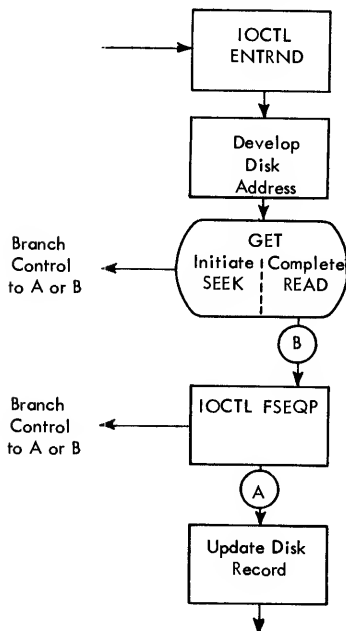 IOCTL
ENTRND
Develop
Disk
Address
GET
Initiate Complete
SEEK READ
Branch
Control
to A or B
B
IOCTL FSEQP
Branch
Control
to A or B
A
Update Disk
Record